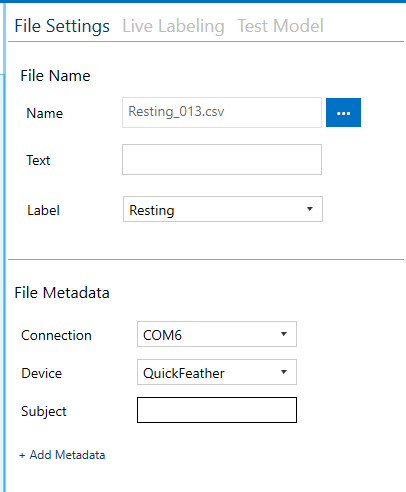 File Settings Live Labeling Test Model
File Name
Name Resting_013.csv ...
Text
Label Resting
File Metadata
Connection COM6
Device QuickFeather
Subject
+ Add Metadata